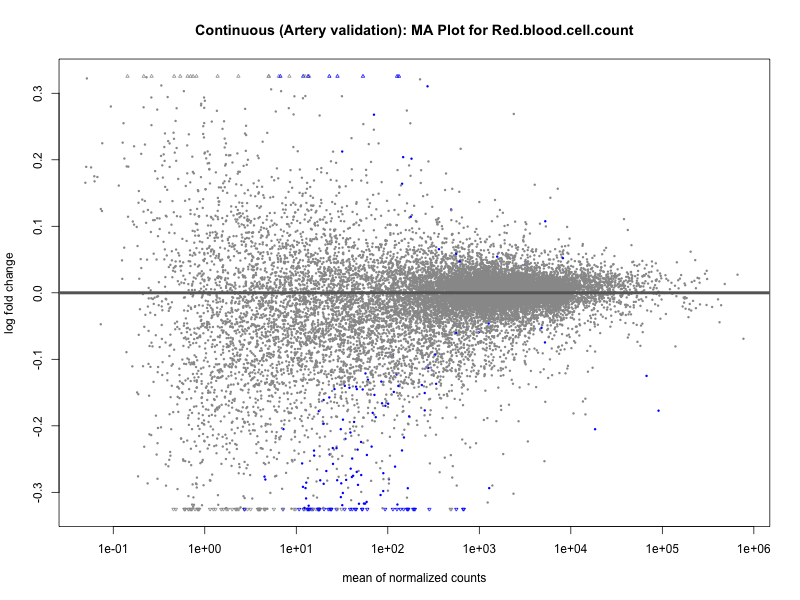 Continuous (Artery validation): MA Plot for Red.blood.cell.count
log fold change
0.3
0.2
0.1
0.0
-0.1
-0.2
-0.3
1e-01 1e+00 1e+01 1e+02 1e+03 1e+04 1e+05 1e+06
mean of normalized counts